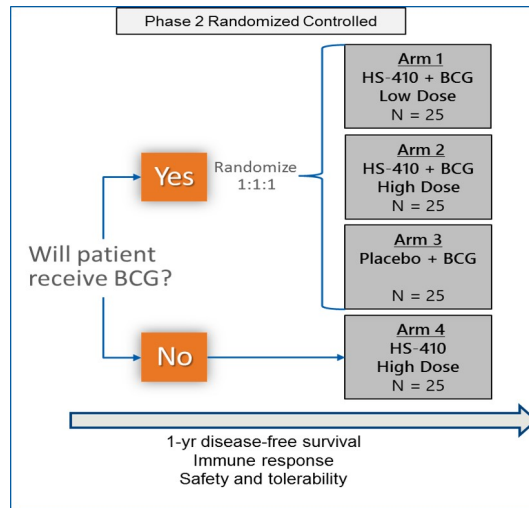 Phase 2 Randomized Controlled
Arm 1
HS-410 + BCG
Low Dose
N = 25
Yes
Randomize
1:1:1
Arm 2
HS-410 + BCG
High Dose
N = 25
Will patient
receive BCG?
Arm 3
Placebo + BCG
N = 25
No
Arm 4
HS-410
High Dose
N = 25
1-yr disease-free survival
Immune response
Safety and tolerability